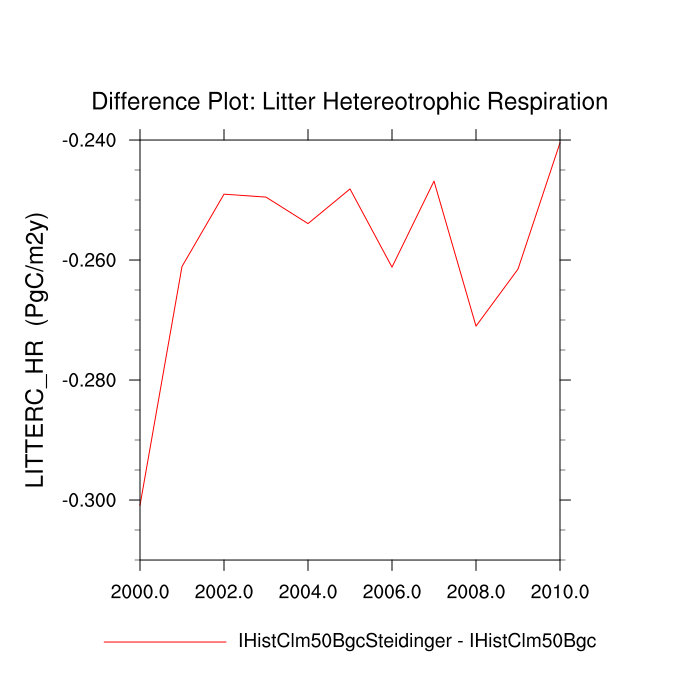 Difference Plot: Litter Hetereotrophic Respiration
LITTERC_HR (PgC/m2y)
-0.240
-0.260
-0.280
-0.300
2000.0 2002.0 2004.0 2006.0 2008.0 2010.0
IHistClm50BgcSteidinger - IHistClm50Bgc